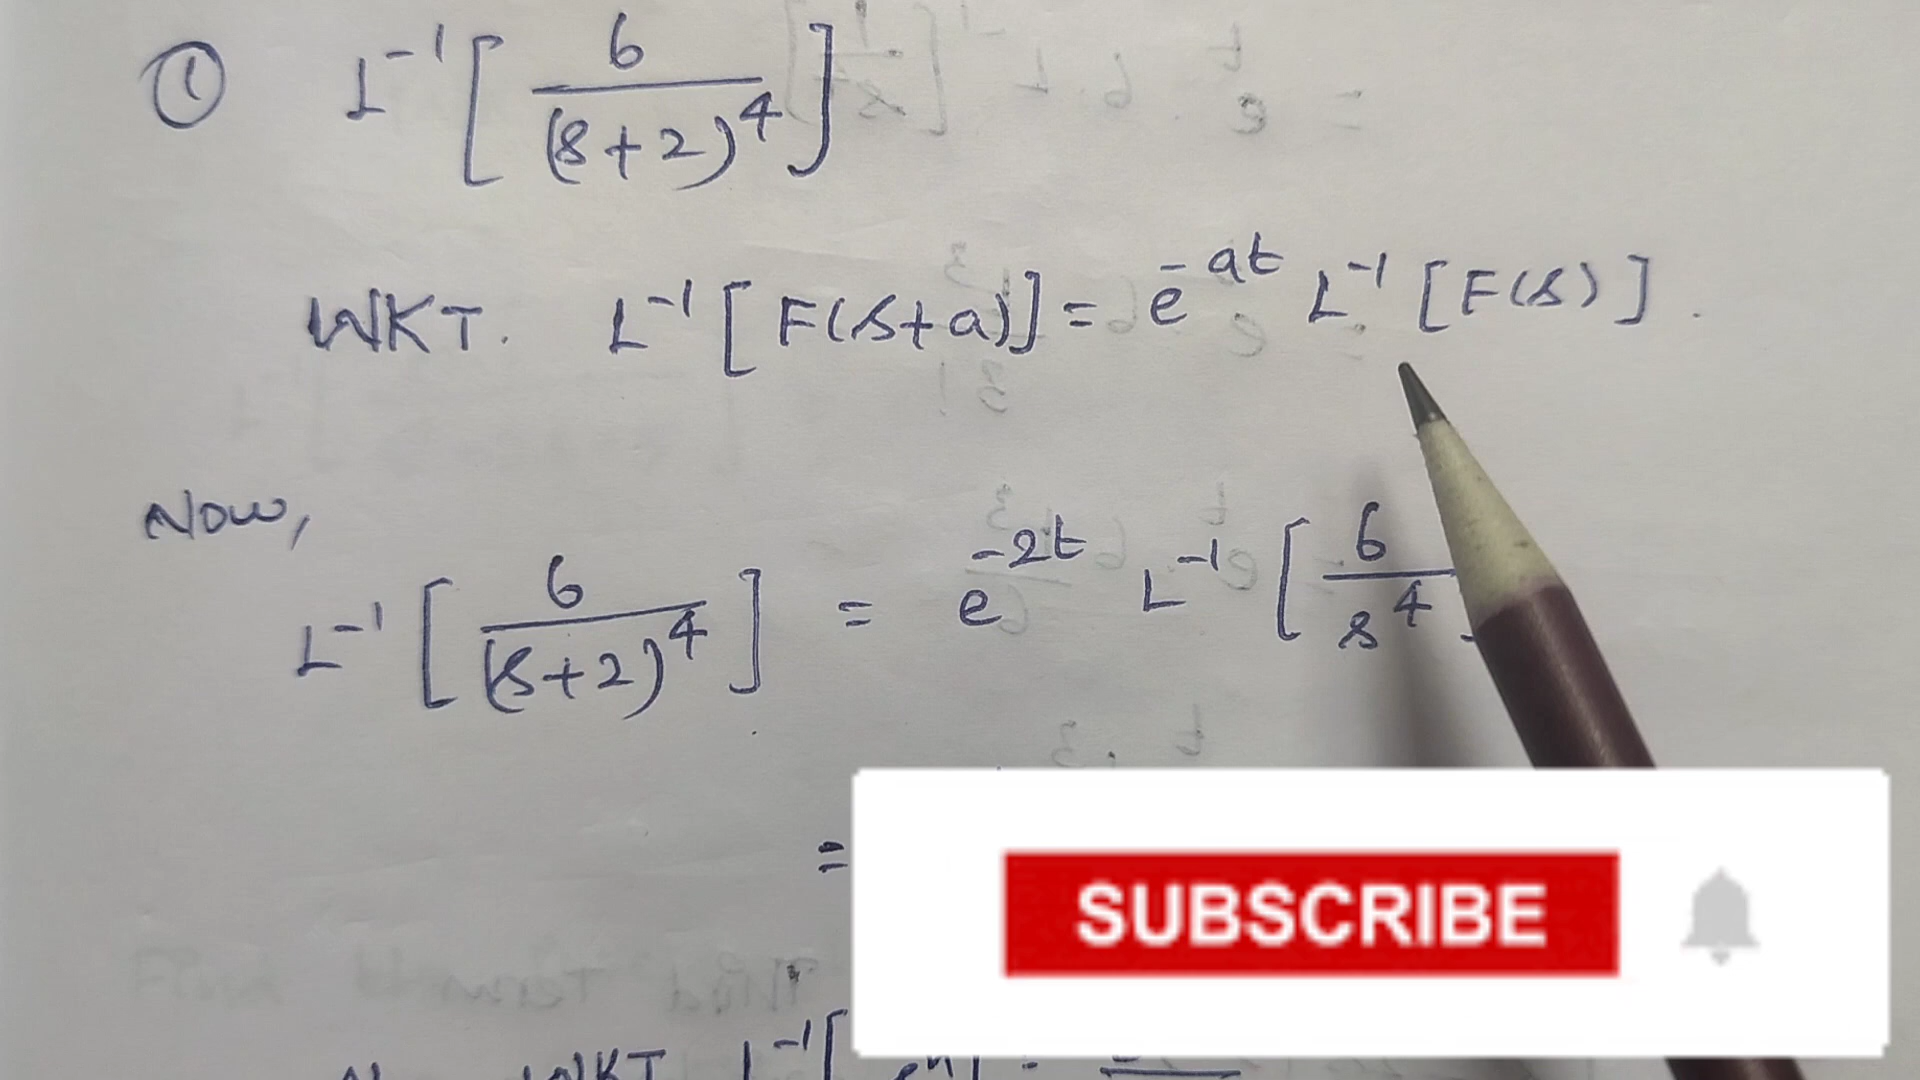 ① L⁻¹[6/(s+2)⁴]
WKT. L⁻¹[F(s+a)] = e^{-at} L⁻¹[F(s)].
Now,
L⁻¹[6/(s+2)⁴] = e^{-2t} L⁻¹[6/s⁴]
=
SUBSCRIBE
WKT L⁻¹[